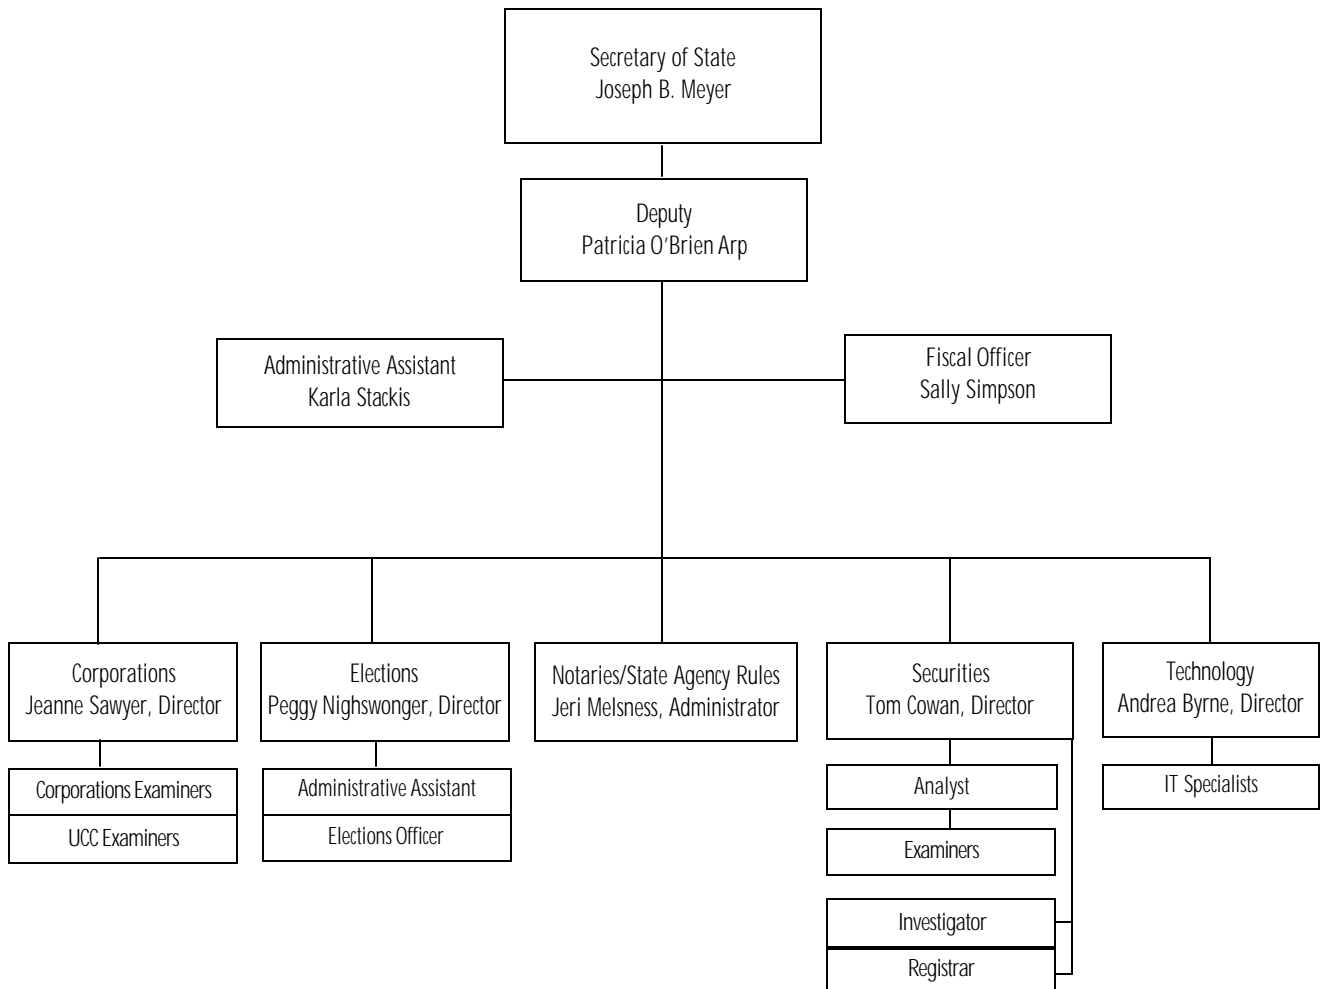 Secretary of State
Joseph B. Meyer
Deputy
Patricia O'Brien Arp
Administrative Assistant
Karla Stackis
Fiscal Officer
Sally Simpson
Corporations
Jeanne Sawyer, Director
Elections
Peggy Nighswonger, Director
Notaries/State Agency Rules
Jeri Melsness, Administrator
Securities
Tom Cowan, Director
Technology
Andrea Byrne, Director
Corporations Examiners
UCC Examiners
Administrative Assistant
Elections Officer
Analyst
Examiners
Investigator
Registrar
IT Specialists